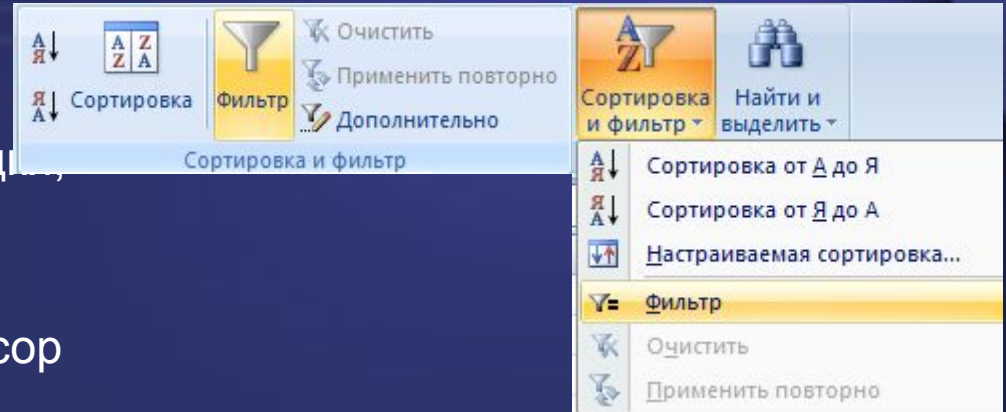 Сортировка
Фильтр
Очистить
Применить повторно
Дополнительно
Сортировка и фильтр
Сортировка
и фильтр
Найти и
выделить
Сортировка от А до Я
Сортировка от Я до А
Настраиваемая сортировка...
Фильтр
Очистить
Применить повторно
сор